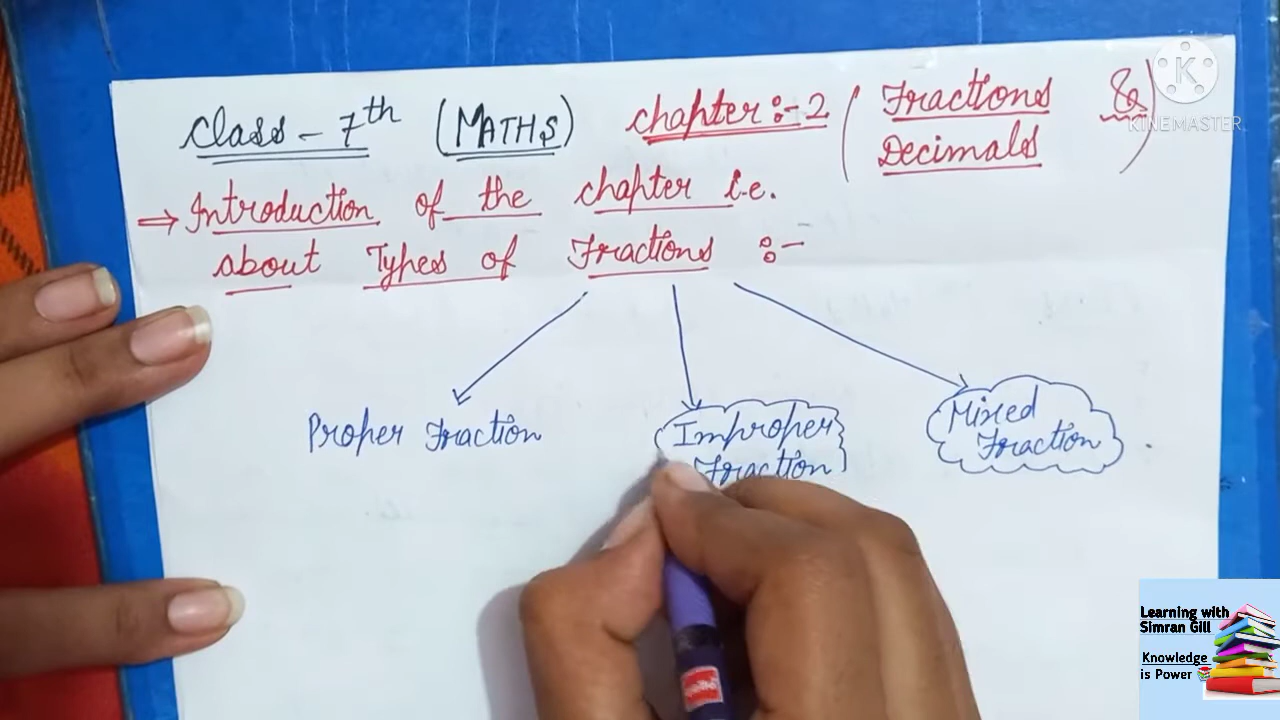 Class - 7th (MATHS) chapter :- 2 ( Fractions &
Decimals )
⇒ Introduction of the chapter i.e.
about Types of Fractions :-
Proper Fraction
Improper
Fraction
Mixed
Fraction
KINEMASTER
K
Learning with
Simran Gill
Knowledge
is Power